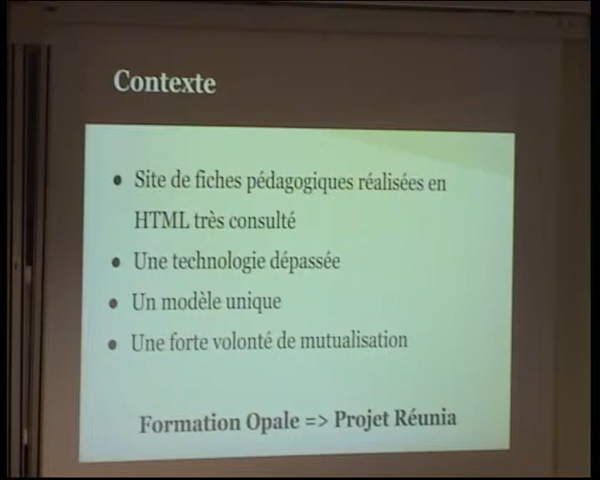 Contexte
• Site de fiches pédagogiques réalisées en
HTML très consulté
• Une technologie dépassée
• Un modèle unique
• Une forte volonté de mutualisation
Formation Opale => Projet Réunia